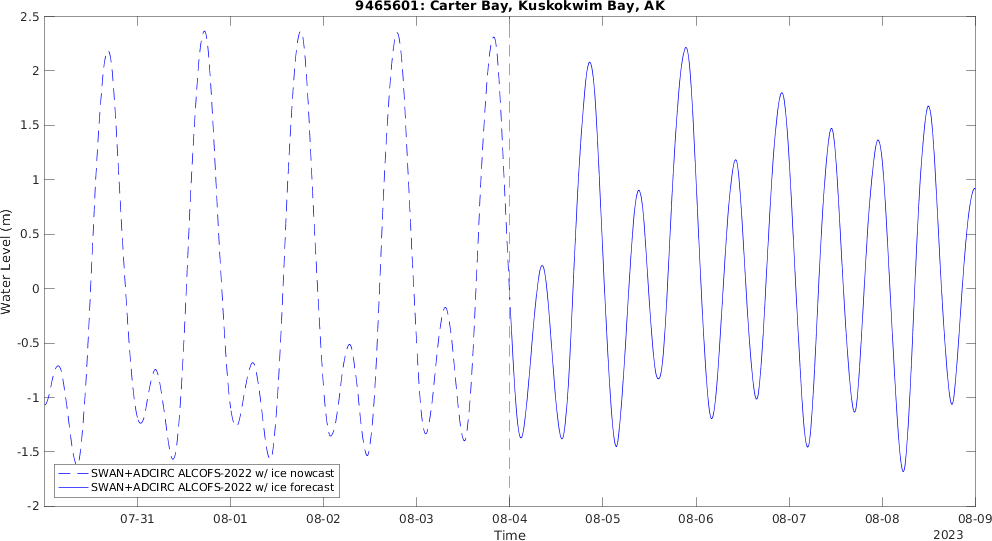 9465601: Carter Bay, Kuskokwim Bay, AK
2.5
2
1.5
1
0.5
0
-0.5
-1
-1.5
-2
Water Level (m)
SWAN+ADCIRC ALCOFS-2022 w/ ice nowcast
SWAN+ADCIRC ALCOFS-2022 w/ ice forecast
07-31 08-01 08-02 08-03 08-04 08-05 08-06 08-07 08-08 08-09
Time
2023